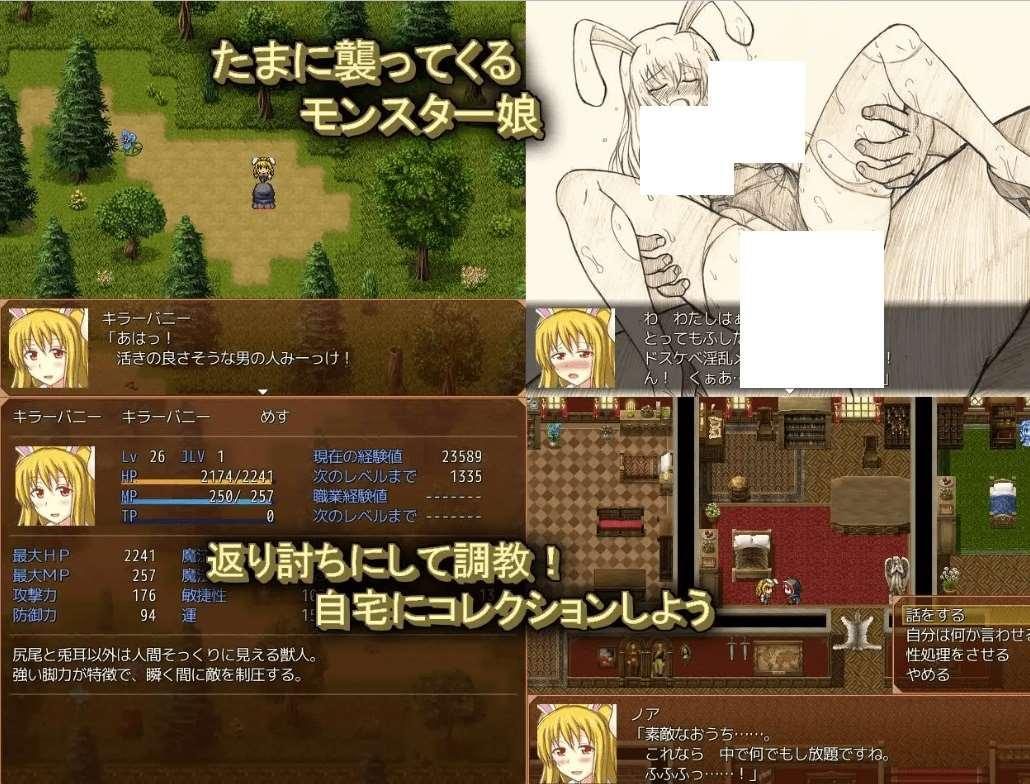 たまに襲ってくる
モンスター娘
キラーバニー
「あはっ!
活きの良さそうな男の人みーっけ!
わ わたしは
とってもふし
ドスケベ淫乱
ん! くぁあ
キラーバニー キラーバニー めす
Lv 26 JLV 1
HP 2174/2241
MP 250/ 257
TP 0
現在の経験値 23589
次のレベルまで 1335
職業経験値 -------
次のレベルまで -------
返り討ちにして調教!
自宅にコレクションしよう
最大HP 2241 魔
最大MP 257 魔
攻撃力 176 敏捷性
防御力 94 運
尻尾と兎耳以外は人間そっくりに見える獣人。
強い脚力が特徴で、瞬く間に敵を制圧する。
話をする
自分は何か言わせる
性処理をさせる
やめる
ノア
「素敵なおうち……。
これなら 中で何でもし放題ですね。
ふふふっ……!」